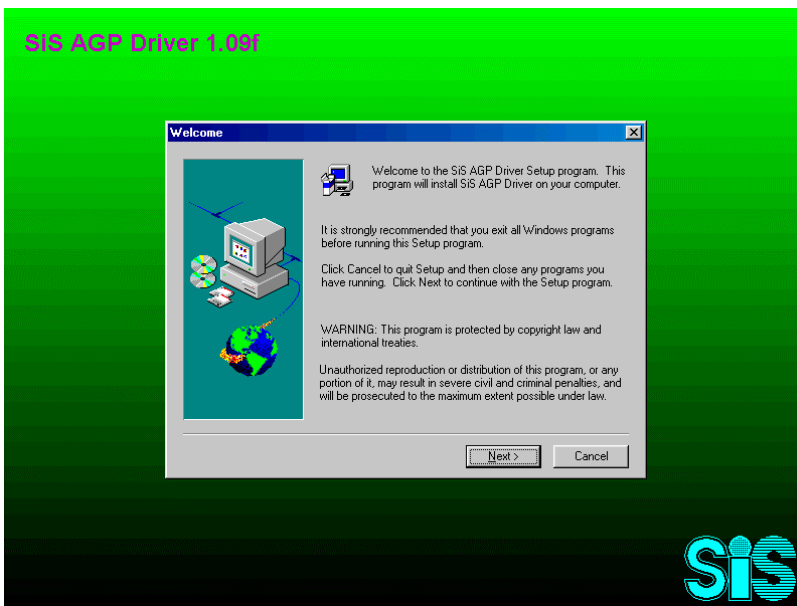 SiS AGP Driver 1.09f
Welcome
Welcome to the SiS AGP Driver Setup program. This
program will install SiS AGP Driver on your computer.
It is strongly recommended that you exit all Windows programs
before running this Setup program.
Click Cancel to quit Setup and then close any programs you
have running. Click Next to continue with the Setup program.
WARNING: This program is protected by copyright law and
international treaties.
Unauthorized reproduction or distribution of this program, or any
portion of it, may result in severe civil and criminal penalties, and
will be prosecuted to the maximum extent possible under law.
Next > Cancel
SiS